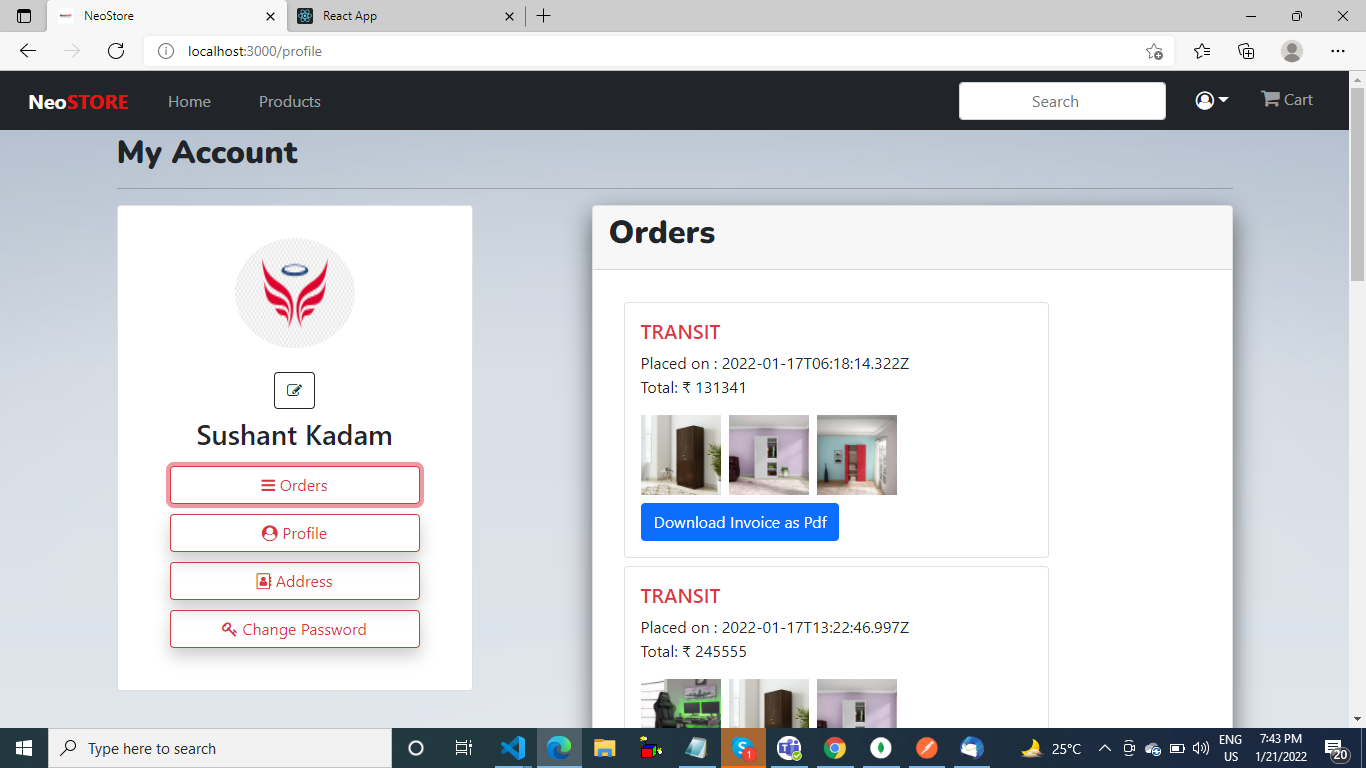 NeoStore
React App
localhost:3000/profile
NeoSTORE
Home
Products
Search
Cart
My Account
Sushant Kadam
Orders
Profile
Address
Change Password
Orders
TRANSIT
Placed on : 2022-01-17T06:18:14.322Z
Total: ₹ 131341
Download Invoice as Pdf
TRANSIT
Placed on : 2022-01-17T13:22:46.997Z
Total: ₹ 245555
Type here to search
1
25°C
ENG
US
7:43 PM
1/21/2022
20